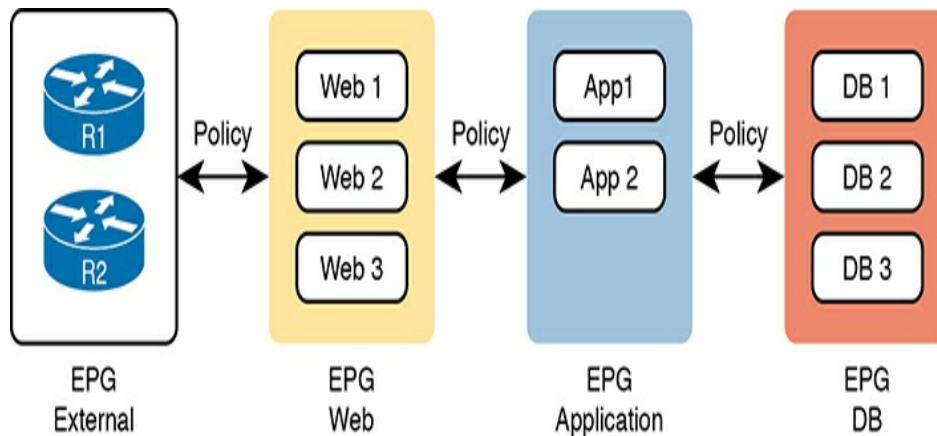 R1
R2
Policy
Web 1
Web 2
Web 3
Policy
App1
App 2
Policy
DB 1
DB 2
DB 3
EPG
External
EPG
Web
EPG
Application
EPG
DB